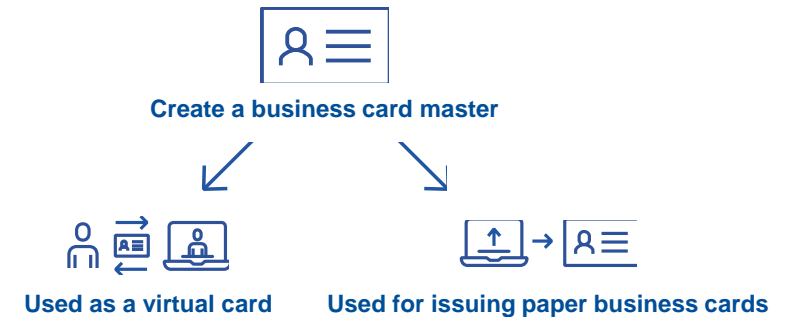 Create a business card master
Used as a virtual card
Used for issuing paper business cards